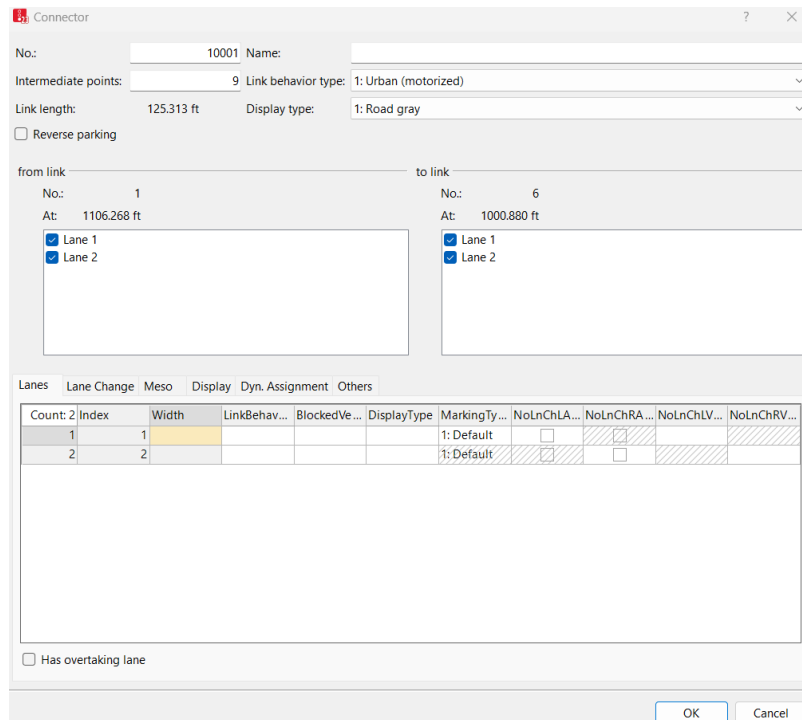 Connector ? ×
No.: 10001 Name:
Intermediate points: 9 Link behavior type: 1: Urban (motorized)
Link length: 125.313 ft Display type: 1: Road gray
Reverse parking
from link to link
No.: 1 No.: 6
At: 1106.268 ft At: 1000.880 ft
Lane 1 Lane 1
Lane 2 Lane 2
Lanes Lane Change Meso Display Dyn. Assignment Others
Count: 2 Index Width LinkBehav... BlockedVe... DisplayType MarkingTy... NoLnChLA... NoLnChRA... NoLnChLV... NoLnChRV...
1 1 1: Default
2 2 1: Default
Has overtaking lane
OK Cancel